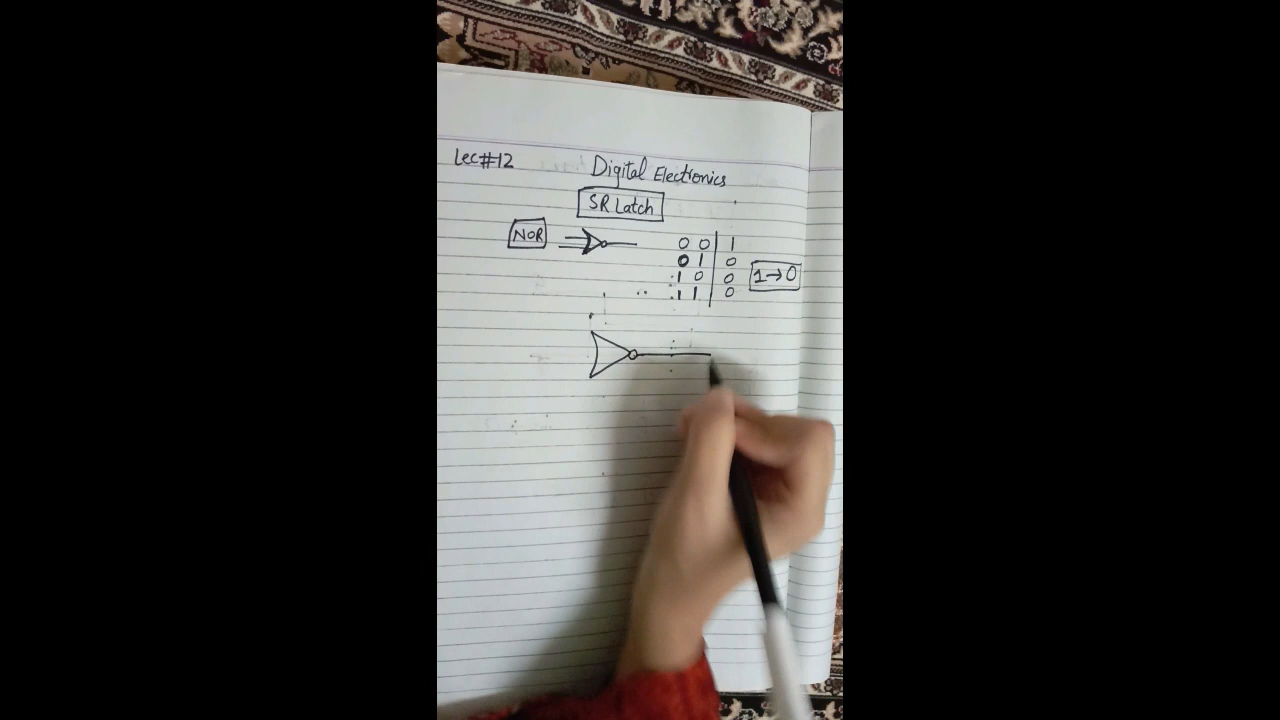 Lec#12
Digital Electronics
SR Latch
NOR
0 0 | 1
0 1 | 0
1 0 | 0
1 1 | 0
1→0